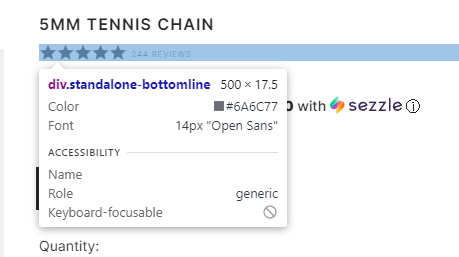 5MM TENNIS CHAIN
244 REVIEWS
div.standalone-bottomline 500 × 17.5
Color #6A6C77
0 with sezzle i
Font 14px "Open Sans"
ACCESSIBILITY
Name
Role generic
Keyboard-focusable
Quantity: